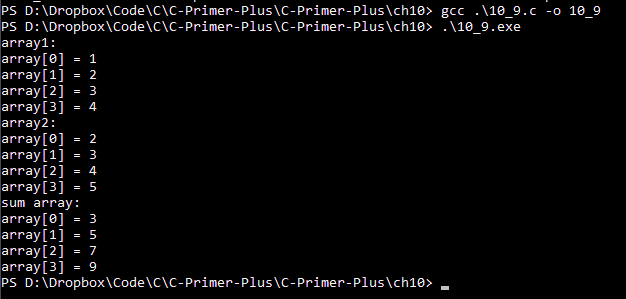 PS D:\Dropbox\Code\C\C-Primer-Plus\C-Primer-Plus\ch10> gcc .\10_9.c -o 10_9
PS D:\Dropbox\Code\C\C-Primer-Plus\C-Primer-Plus\ch10> .\10_9.exe
array1:
array[0] = 1
array[1] = 2
array[2] = 3
array[3] = 4
array2:
array[0] = 2
array[1] = 3
array[2] = 4
array[3] = 5
sum array:
array[0] = 3
array[1] = 5
array[2] = 7
array[3] = 9
PS D:\Dropbox\Code\C\C-Primer-Plus\C-Primer-Plus\ch10>